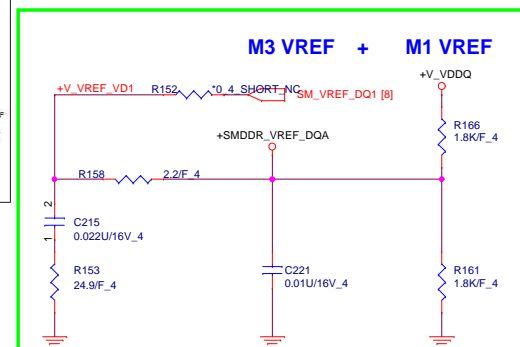 M3 VREF + M1 VREF
+V_VDDQ
+V_VREF_VD1 R152 *0_4_SHORT_NC SM_VREF_DQ1 [8]
R166
1.8K/F_4
+SMDDR_VREF_DQA
R158 2.2/F_4
2
C215
1
0.022U/16V_4
R153
24.9/F_4
C221
0.01U/16V_4
R161
1.8K/F_4